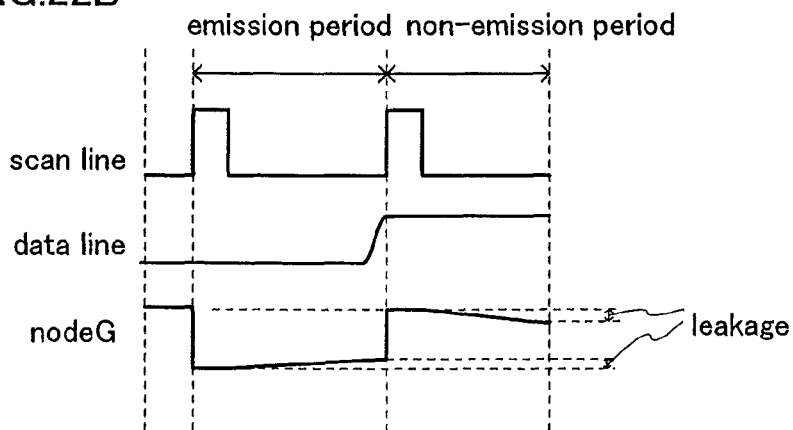 emission period non-emission period
scan line
data line
nodeG
leakage